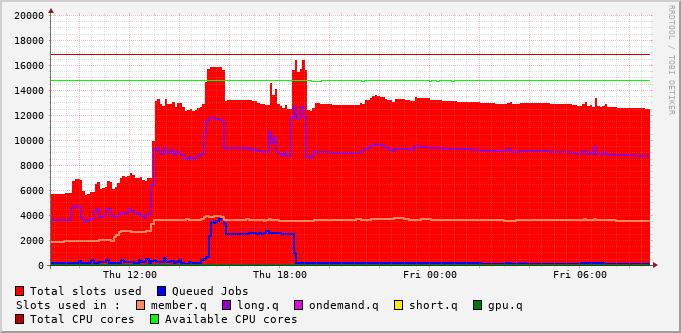 20000
18000
16000
14000
12000
10000
8000
6000
4000
2000
0
Thu 12:00 Thu 18:00 Fri 00:00 Fri 06:00
Total slots used Queued Jobs
Slots used in : member.q long.q ondemand.q short.q gpu.q
Total CPU cores Available CPU cores
RRDTOOL / TOBI OETIKER